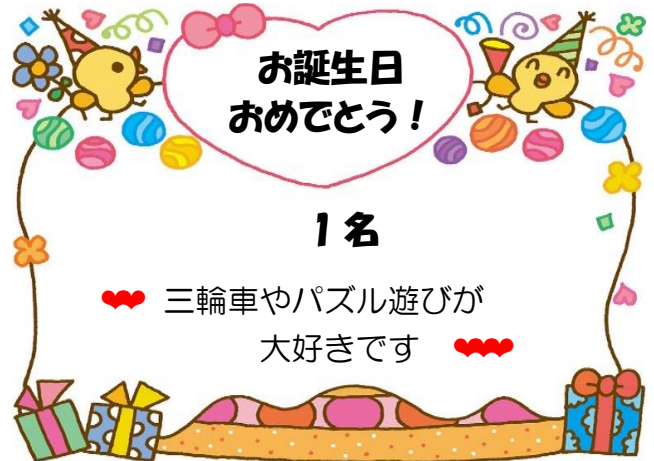 お誕生日
おめでとう！
1名
❤❤ 三輪車やパズル遊びが
大好きです ❤❤